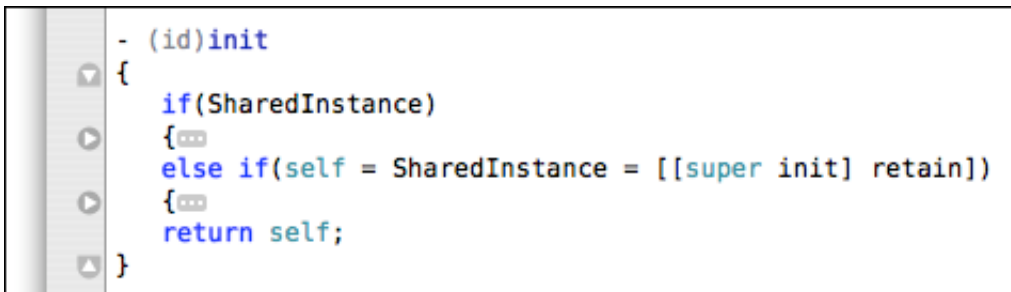 - (id)init
{
if(SharedInstance)
{...
else if(self = SharedInstance = [[super init] retain])
{...
return self;
}